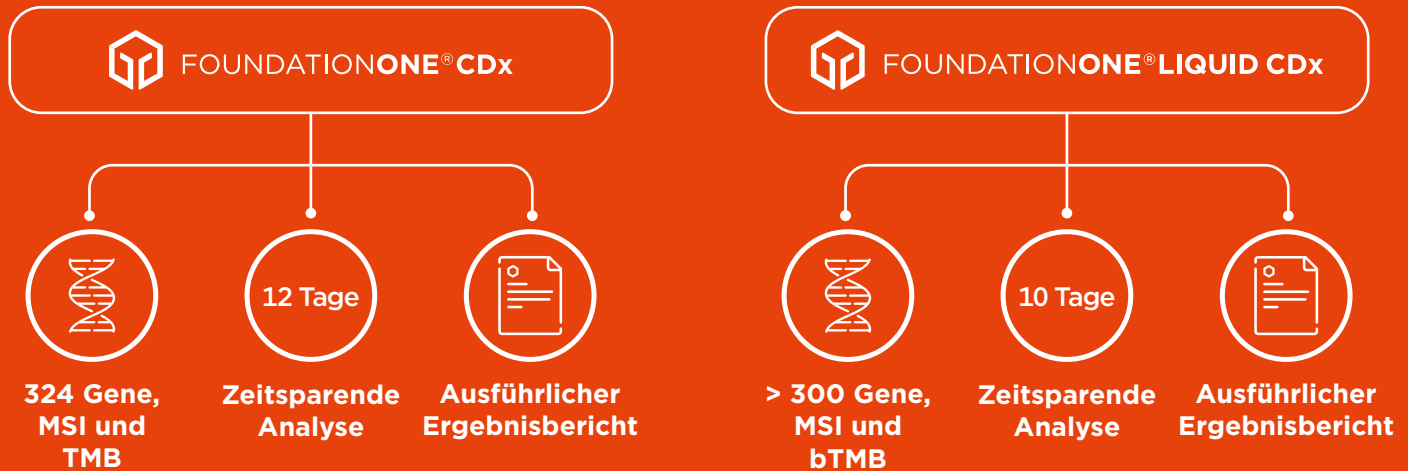 FOUNDATIONONE®CDx
12 Tage
324 Gene,
MSI und
TMB
Zeitsparende
Analyse
Ausführlicher
Ergebnisbericht
FOUNDATIONONE®LIQUID CDx
10 Tage
> 300 Gene,
MSI und
bTMB
Zeitsparende
Analyse
Ausführlicher
Ergebnisbericht